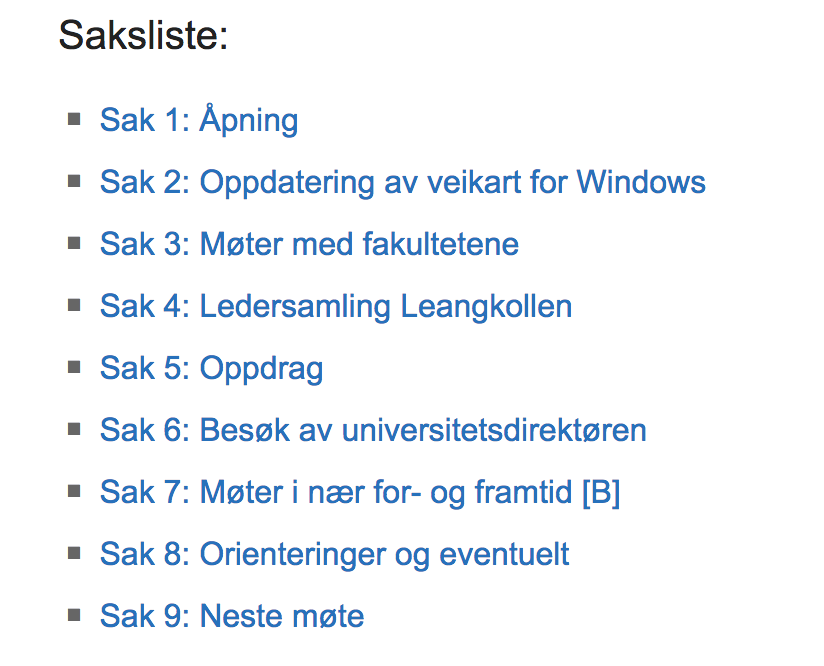 Saksliste:
Sak 1: Åpning
Sak 2: Oppdatering av veikart for Windows
Sak 3: Møter med fakultetene
Sak 4: Ledersamling Leangkollen
Sak 5: Oppdrag
Sak 6: Besøk av universitetsdirektøren
Sak 7: Møter i nær for- og framtid [B]
Sak 8: Orienteringer og eventuelt
Sak 9: Neste møte